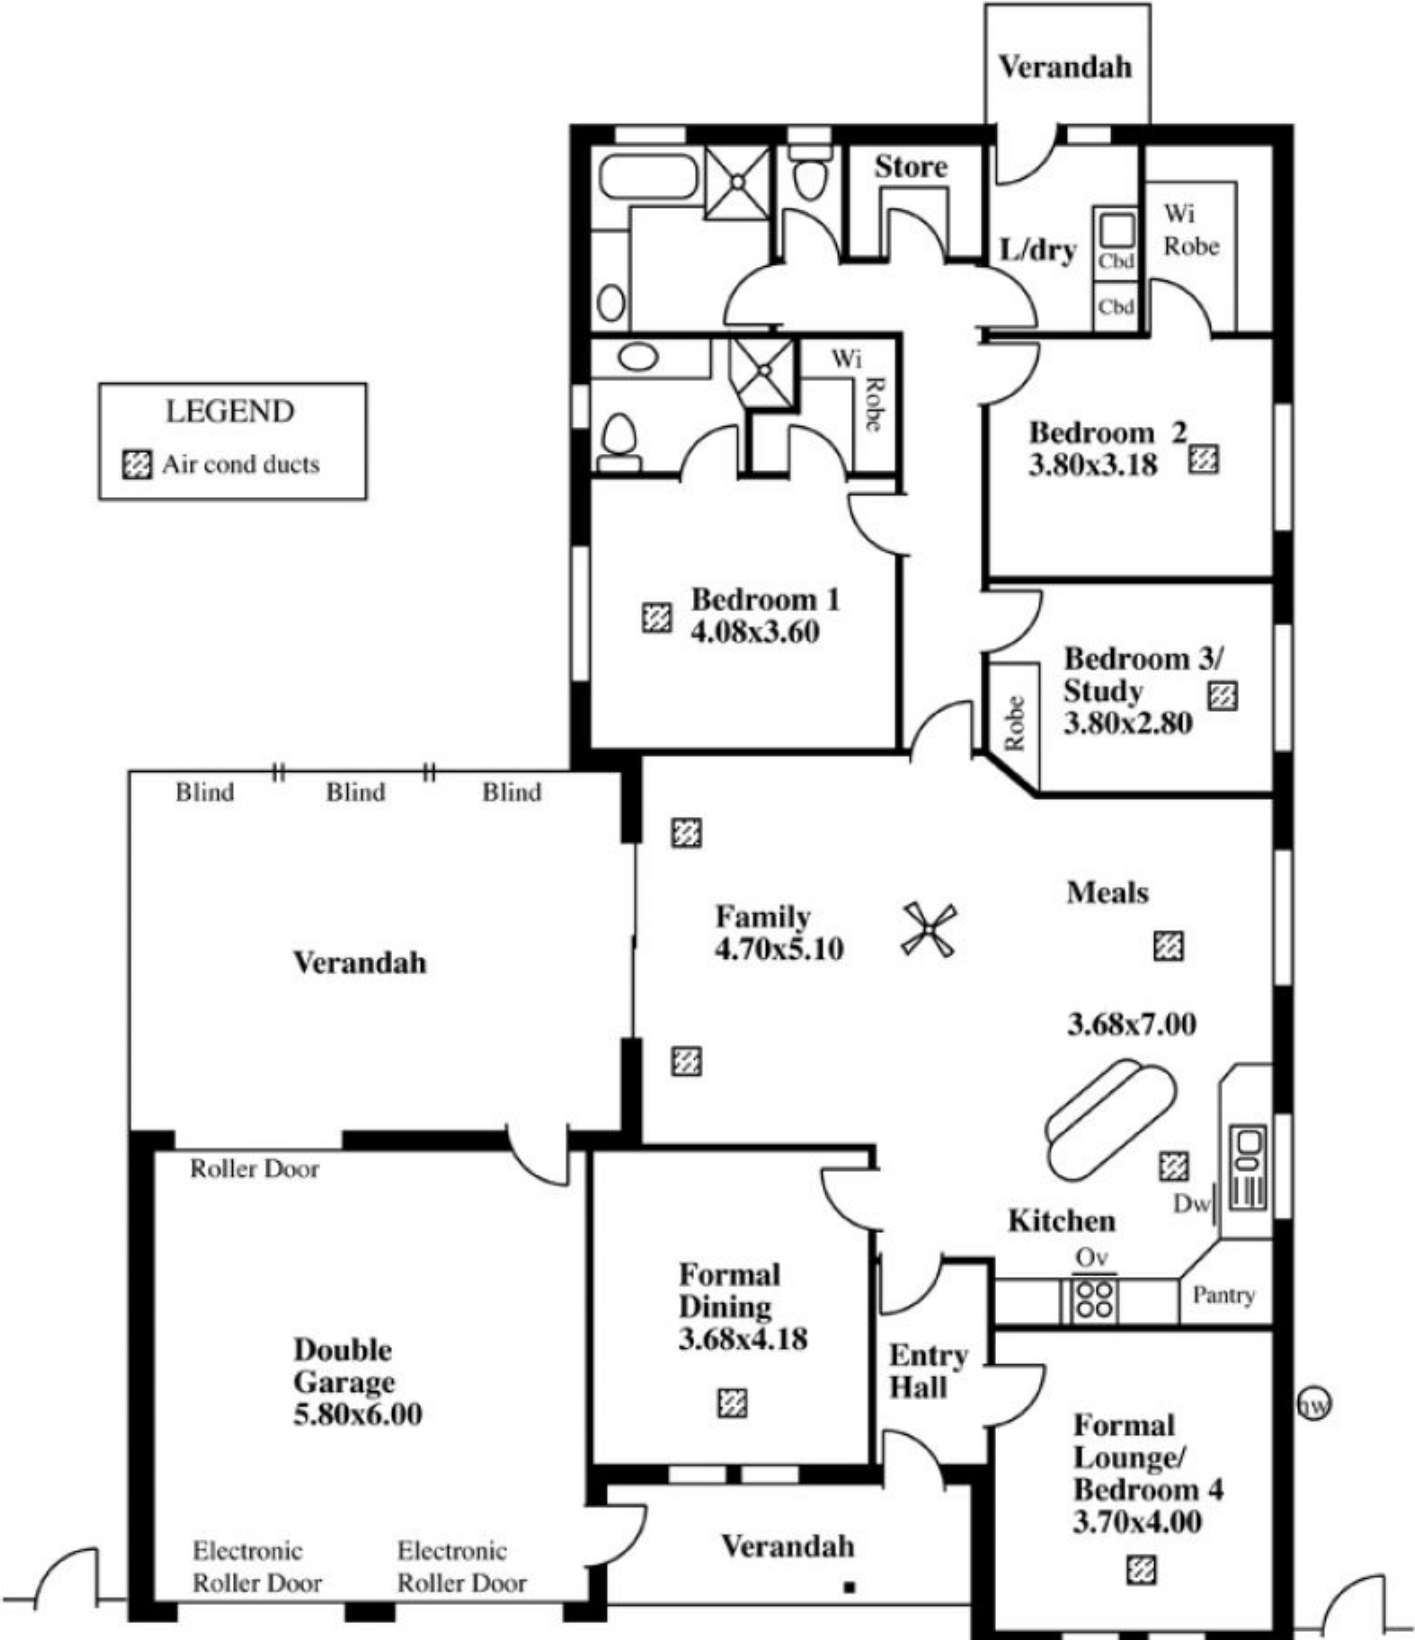 Verandah
Store
Wi
Robe
L/dry
Cbd
Cbd
Wi
Robe
LEGEND
Air cond ducts
Bedroom 2
3.80x3.18
Bedroom 1
4.08x3.60
Bedroom 3/
Study
3.80x2.80
Robe
Blind
Blind
Blind
Meals
Family
4.70x5.10
Verandah
3.68x7.00
Roller Door
Dw
Kitchen
Ov
Pantry
Formal
Dining
3.68x4.18
Double
Garage
5.80x6.00
Entry
Hall
hw
Formal
Lounge/
Bedroom 4
3.70x4.00
Verandah
Electronic
Roller Door
Electronic
Roller Door